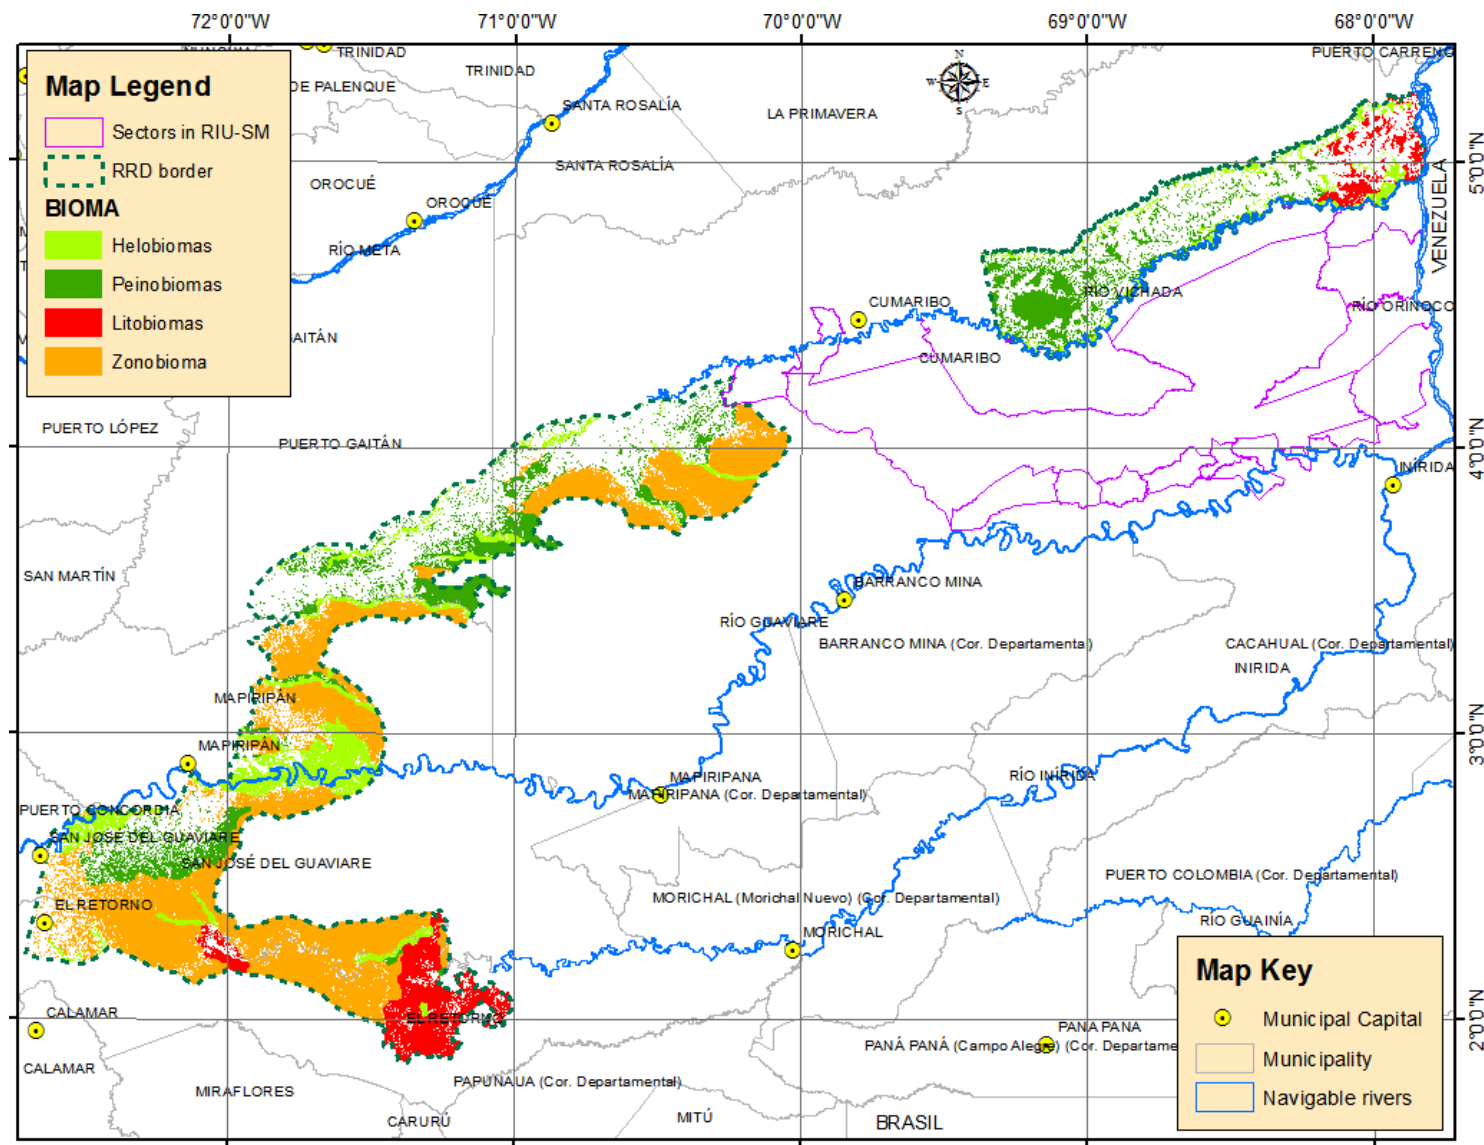 72°0'0"W
71°0'0"W
70°0'0"W
69°0'0"W
68°0'0"W
TRINIDAD
TRINIDAD
PUERTO CARREÑO
DE PALENQUE
SANTA ROSALÍA
LA PRIMAVERA
N
W
E
S
Map Legend
Sectors in RIU-SM
RRD border
BIOMA
Helobiomas
Peinobiomas
Litobiomas
Zonobioma
SANTA ROSALÍA
OROCUÉ
OROCUÉ
RÍO META
5°0'0"N
VENEZUELA
RÍO VICHADA
CUMARIBO
RÍO ORINOCO
GAITÁN
CUMARIBO
PUERTO LÓPEZ
PUERTO GAITÁN
4°0'0"N
INÍRIDA
SAN MARTÍN
BARRANCO MINA
RÍO GUAVIARE
BARRANCO MINA (Cor. Departamental)
CACAHUAL (Cor. Departamental)
INIRIDA
MAPIRIPÁN
3°0'0"N
MAPIRIPÁN
MAPIRIPANA
RÍO INÍRIDA
MAPIRIPANA (Cor. Departamental)
PUERTO CONCORDIA
SAN JOSÉ DEL GUAVIARE
SAN JOSÉ DEL GUAVIARE
PUERTO COLOMBIA (Cor. Departamental)
EL RETORNO
MORICHAL (Morichal Nuevo) (Cor. Departamental)
RÍO GUAINÍA
MORICHAL
Map Key
Municipal Capital
Municipality
Navigable rivers
CALAMAR
EL RETORNO
2°0'0"N
PANA PANA
PANÁ PANÁ (Campo Alegre) (Cor. Departame
CALAMAR
PAPUNAUA (Cor. Departamental)
MIRAFLORES
CARURÚ
MITÚ
BRASIL